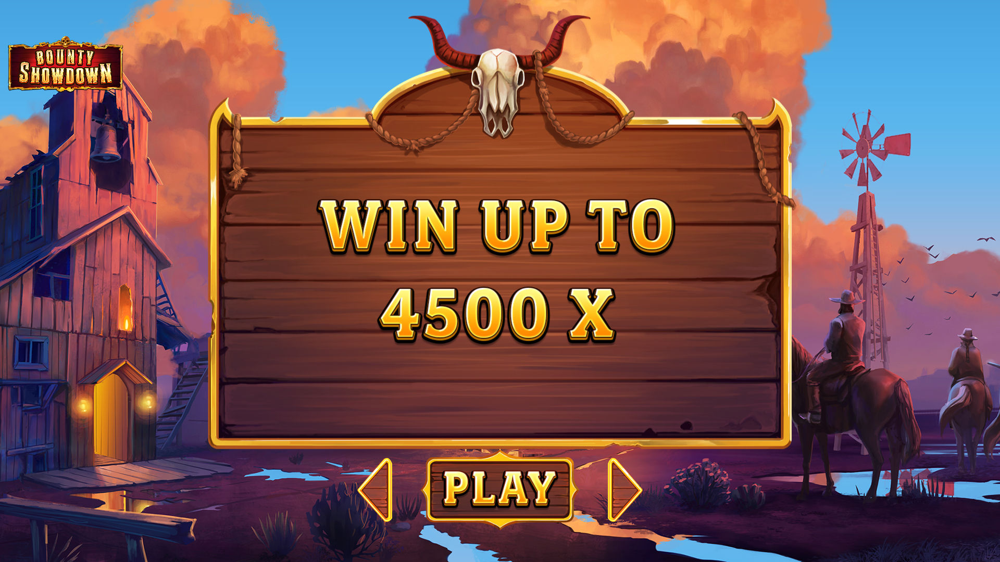 BOUNTY
SHOWDOWN
WIN UP TO
4500 X
PLAY